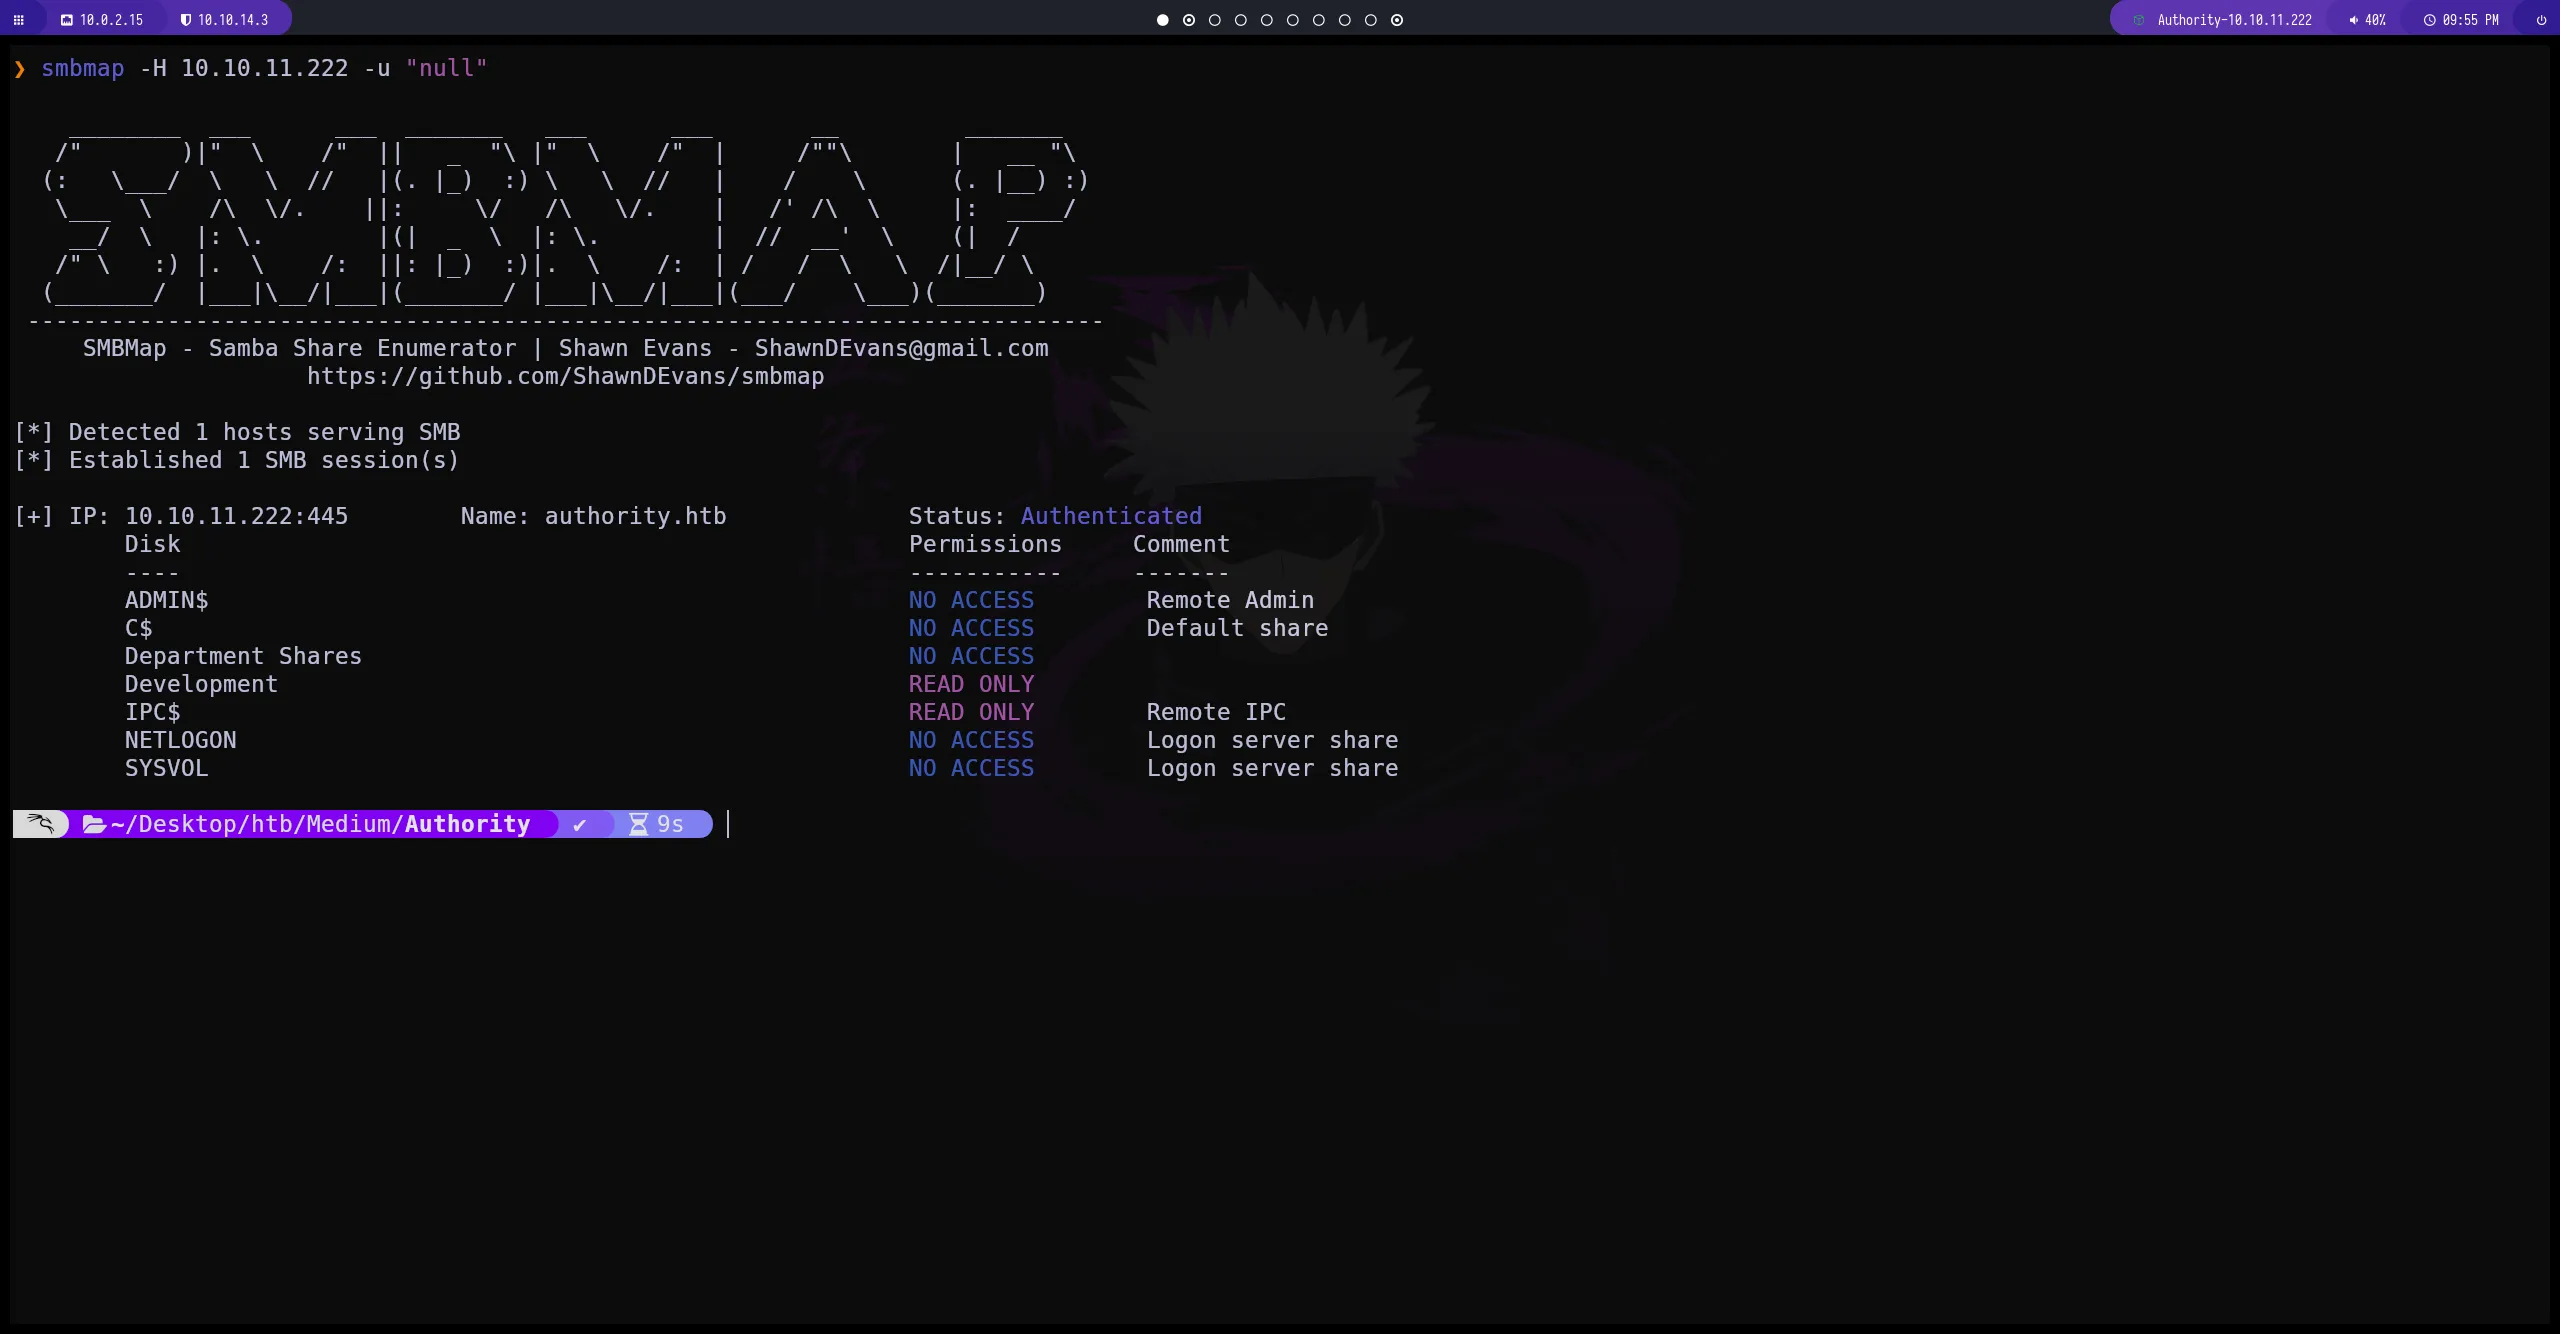 10.0.2.15 10.10.14.3 Authority-10.10.11.222 40% 09:55 PM
❯ smbmap -H 10.10.11.222 -u "null"
SMBMap - Samba Share Enumerator | Shawn Evans - ShawnDEvans@gmail.com
https://github.com/ShawnDEvans/smbmap
[*] Detected 1 hosts serving SMB
[*] Established 1 SMB session(s)
[+] IP: 10.10.11.222:445 Name: authority.htb Status: Authenticated
Disk Permissions Comment
---- ----------- -------
ADMIN$ NO ACCESS Remote Admin
C$ NO ACCESS Default share
Department Shares NO ACCESS
Development READ ONLY
IPC$ READ ONLY Remote IPC
NETLOGON NO ACCESS Logon server share
SYSVOL NO ACCESS Logon server share
~/Desktop/htb/Medium/Authority ✔ 9s